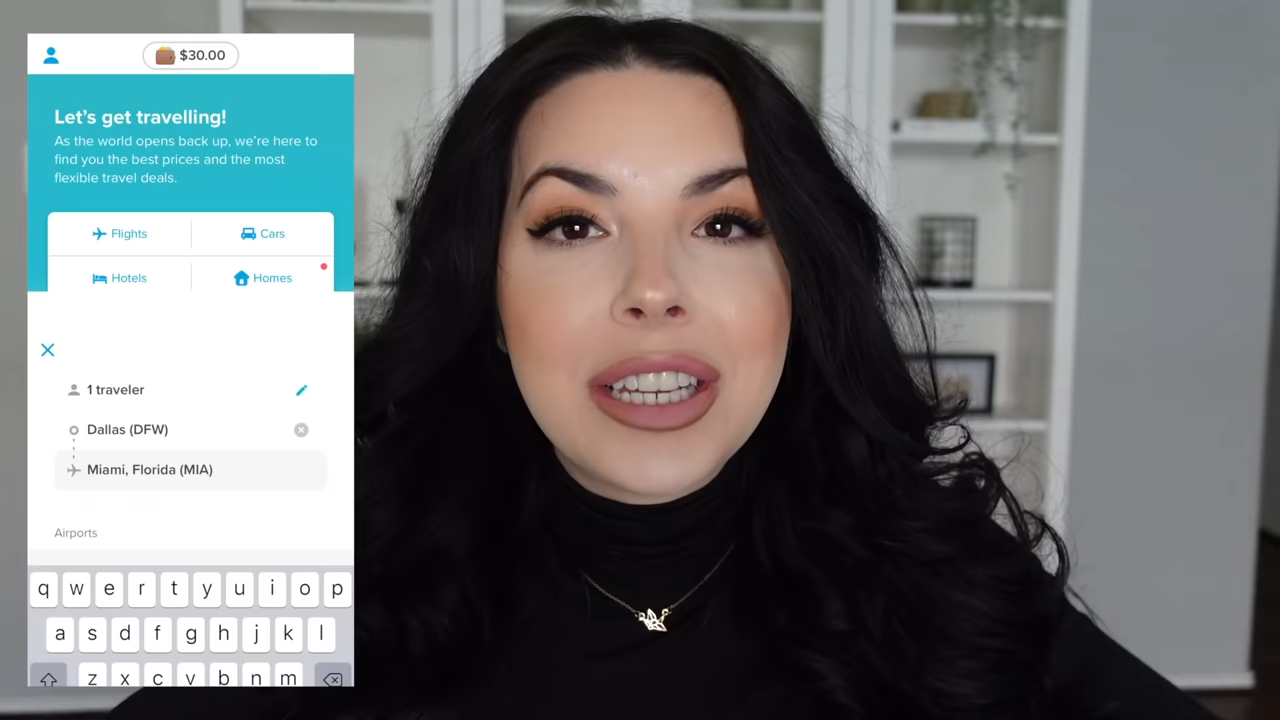 $30.00
Let's get travelling!
As the world opens back up, we're here to
find you the best prices and the most
flexible travel deals.
Flights
Cars
Hotels
Homes
1 traveler
Dallas (DFW)
Miami, Florida (MIA)
Airports
q w e r t y u i o p
a s d f g h j k l
z x c v b n m